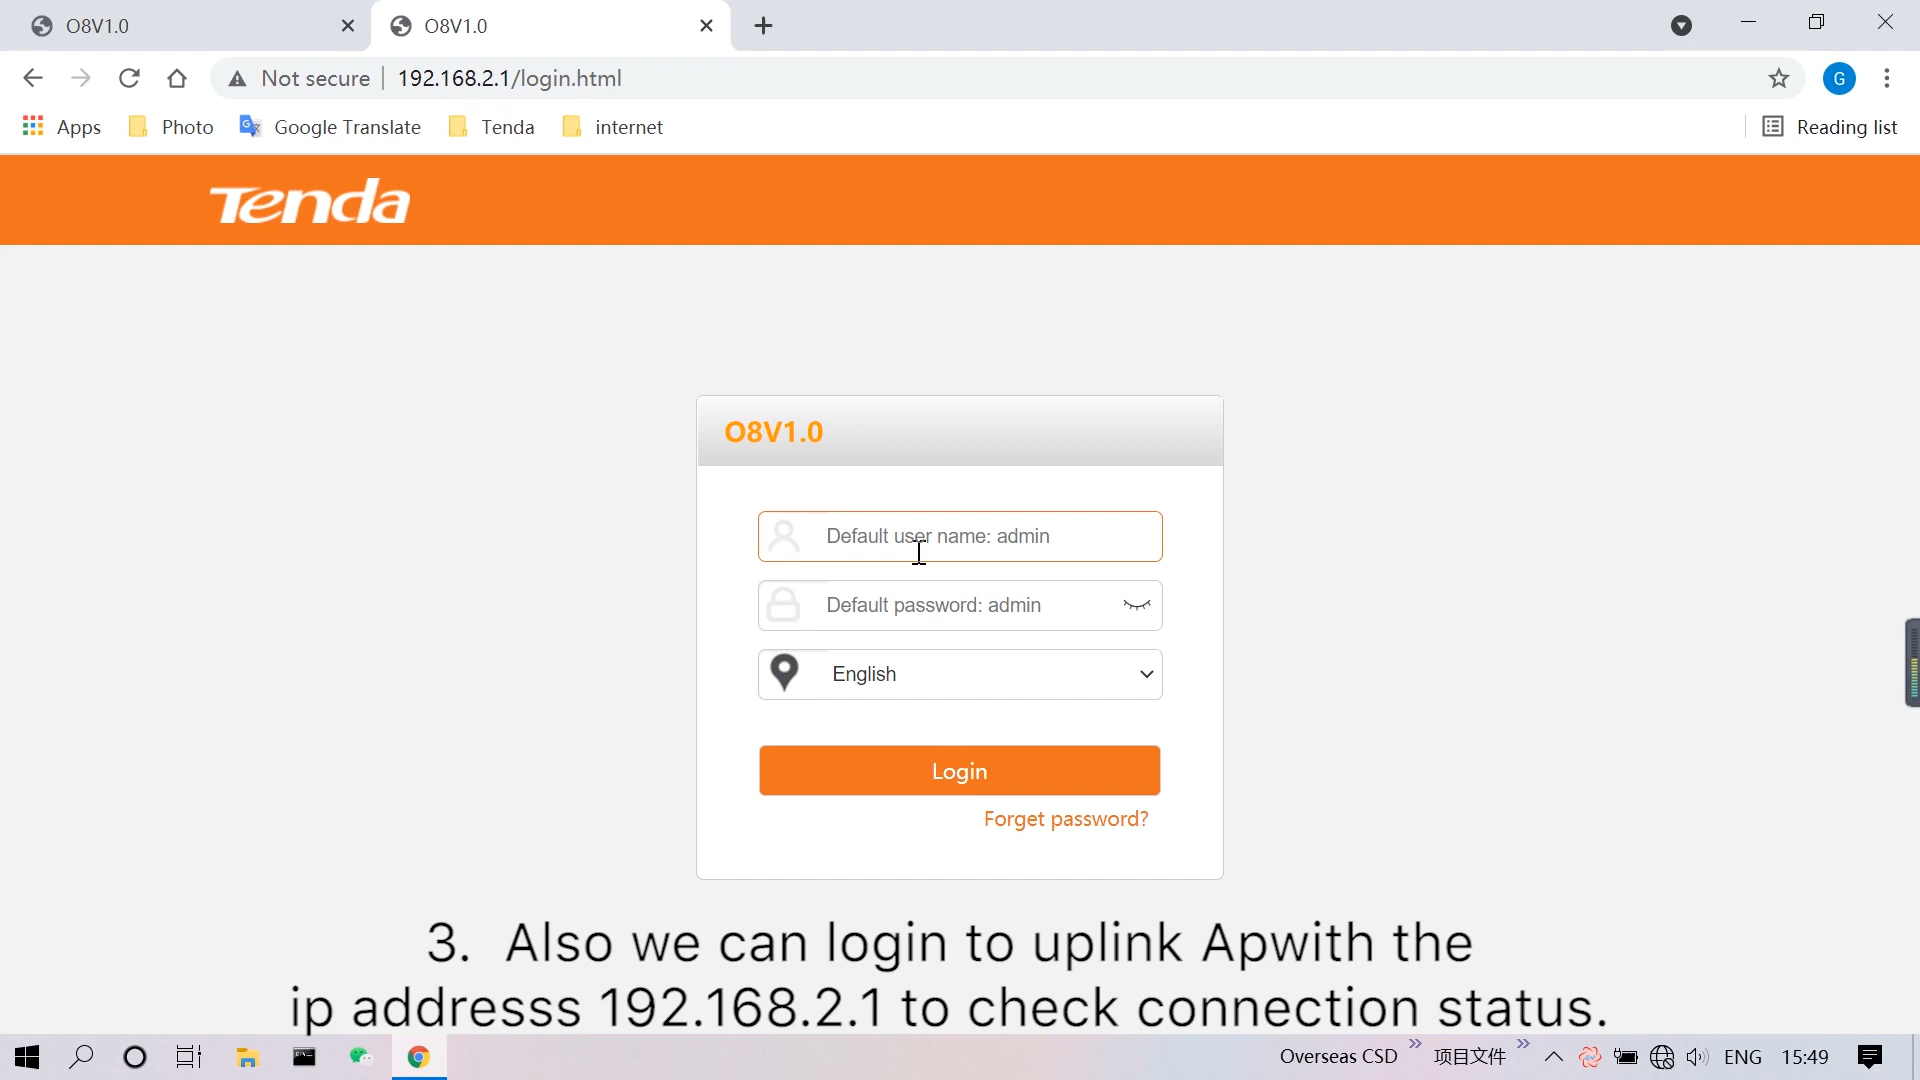 O8V1.0
O8V1.0
Not secure 192.168.2.1/login.html
G
Apps Photo Google Translate Tenda internet Reading list
Tenda
O8V1.0
Default user name: admin
Default password: admin
English
Login
Forget password?
3. Also we can login to uplink Apwith the
ip addresss 192.168.2.1 to check connection status.
Overseas CSD » 项目文件 » ENG 15:49